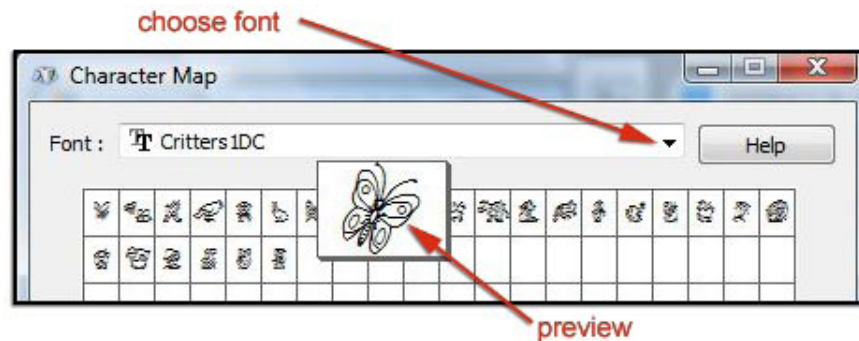 choose font
Character Map
Font : Critters1DC
Help
preview